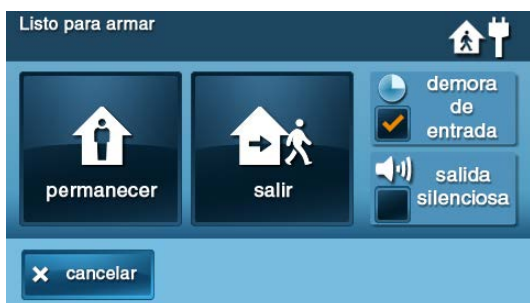 Listo para armar
permanecer
salir
demora
de
entrada
salida
silenciosa
cancelar